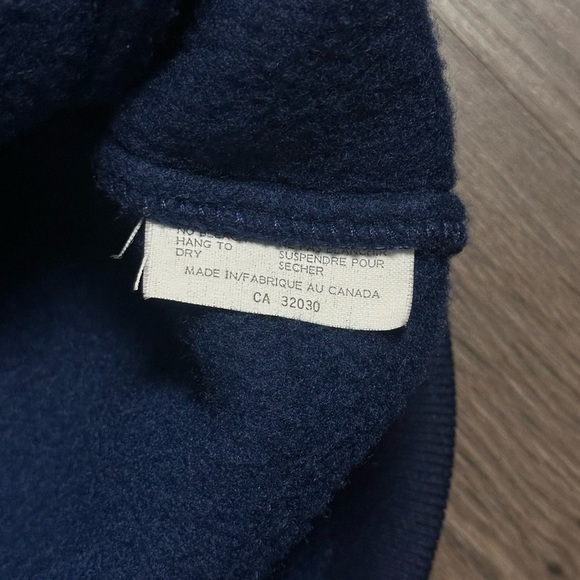 HANG TO
DRY
SUSPENDRE POUR
SECHER
MADE IN/FABRIQUE AU CANADA
CA 32030